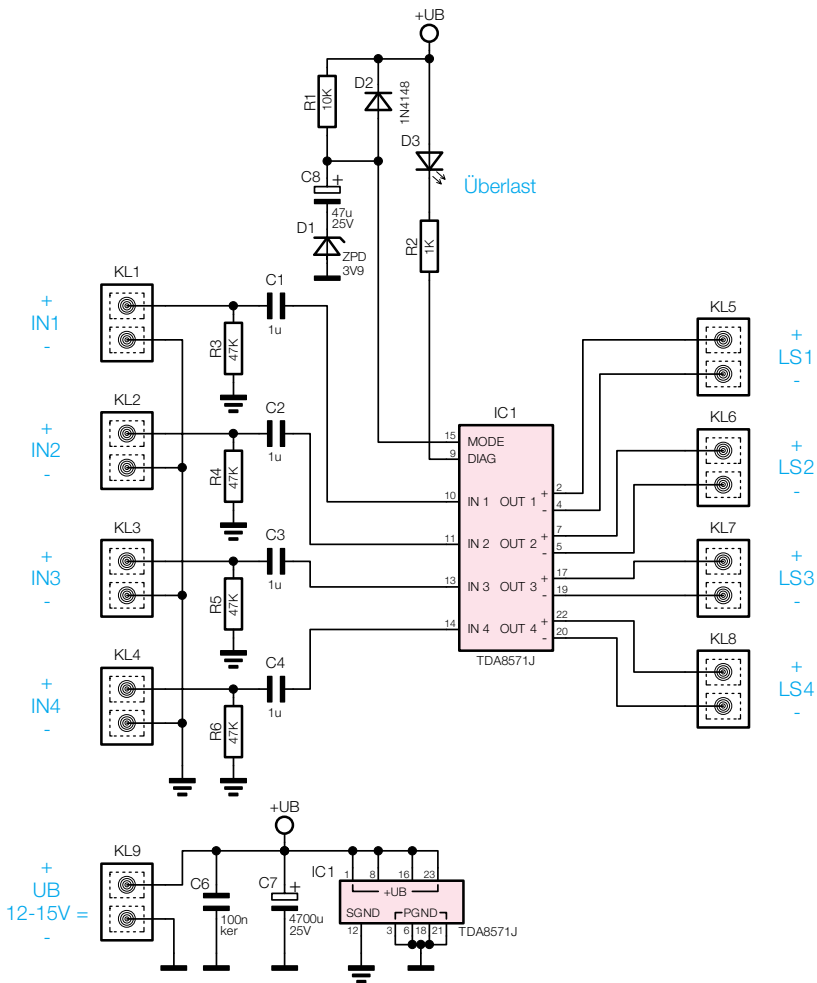 +UB
D2
1N4148
R1
10K
D3
Überlast
C8
+
47u
25V
D1
ZPD
3V9
R2
1K
KL1
C1
1u
+
IN1
-
R3
47K
KL5
+
LS1
-
KL2
C2
1u
+
IN2
-
R4
47K
IC1
KL6
+
LS2
-
15
MODE
9
DIAG
10
IN 1
OUT 1
+
2
-
4
11
IN 2
OUT 2
+
7
-
5
13
IN 3
OUT 3
+
17
-
19
14
IN 4
OUT 4
+
22
-
20
TDA8571J
KL3
C3
1u
+
IN3
-
R5
47K
KL7
+
LS3
-
KL4
C4
1u
+
IN4
-
R6
47K
KL8
+
LS4
-
+UB
KL9
+
UB
12-15V =
-
C6
100n
ker
C7
+
4700u
25V
IC1
1
8
16
23
+UB
SGND
PGND
12
3
6
18
21
TDA8571J